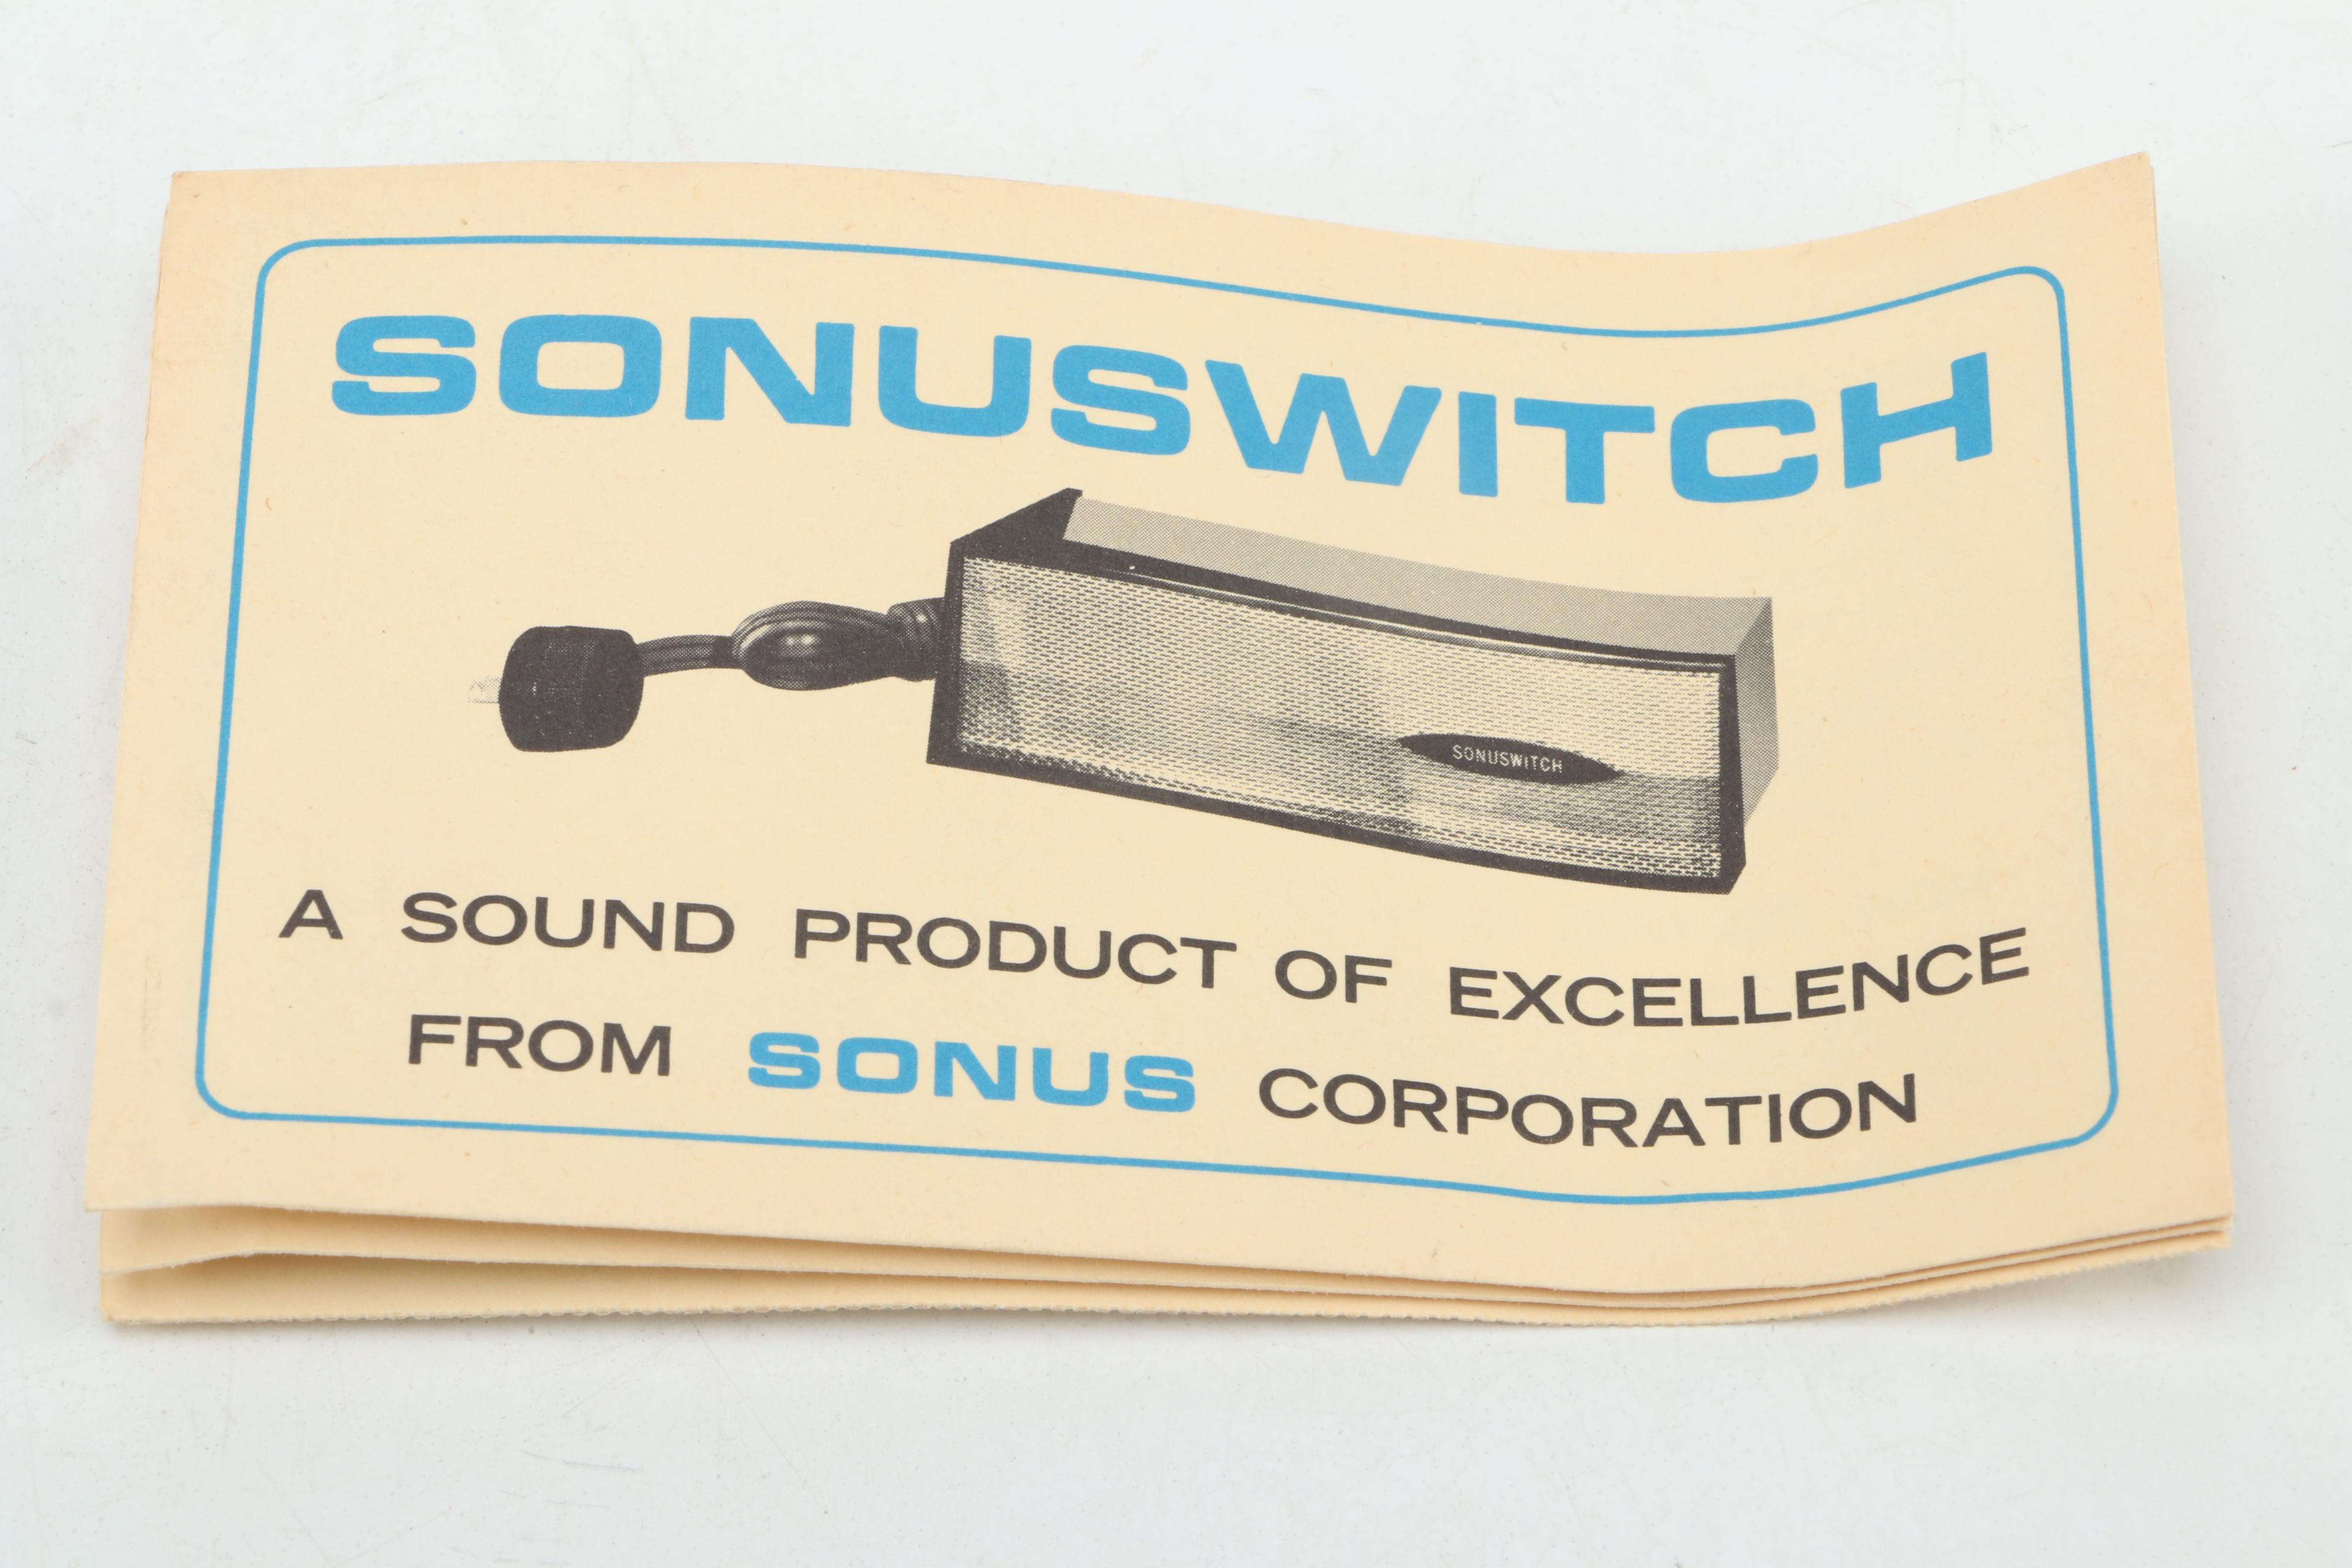 SONUSWITCH
SONUSWITCH
A SOUND PRODUCT OF EXCELLENCE
FROM SONUS CORPORATION